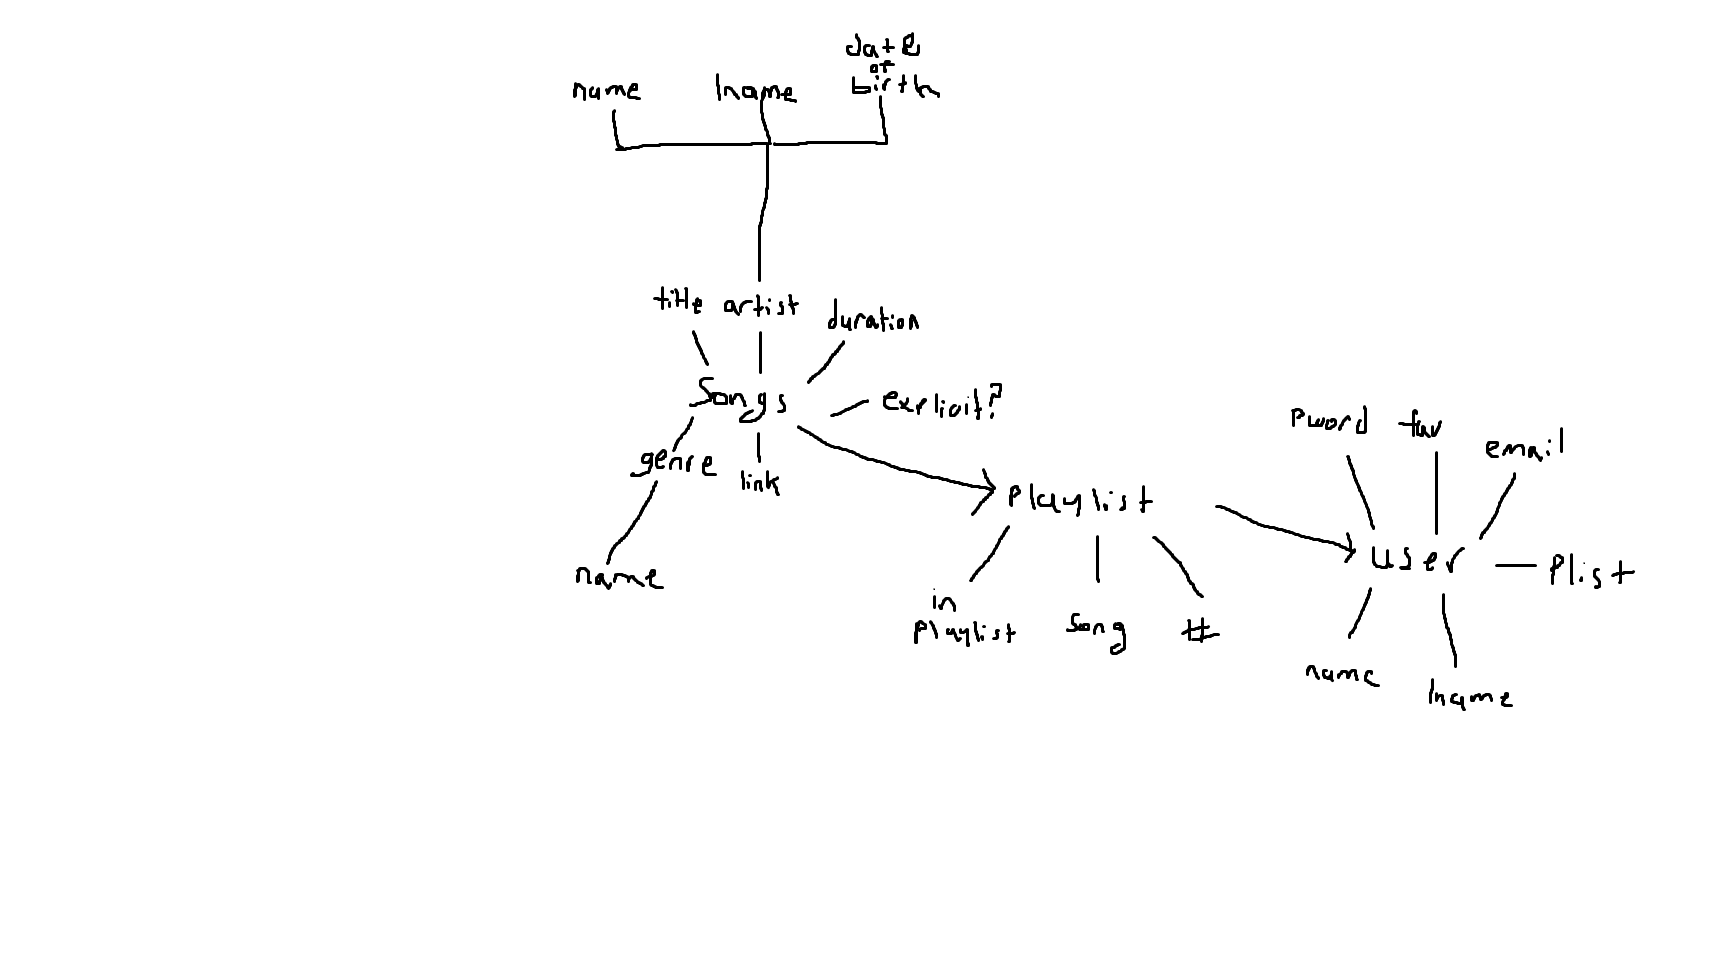 date
of
name lname birth
title artist duration
Songs explicit?
genre link
name
Playlist
in
Playlist song #
Pword fav email
user Plist
name lname